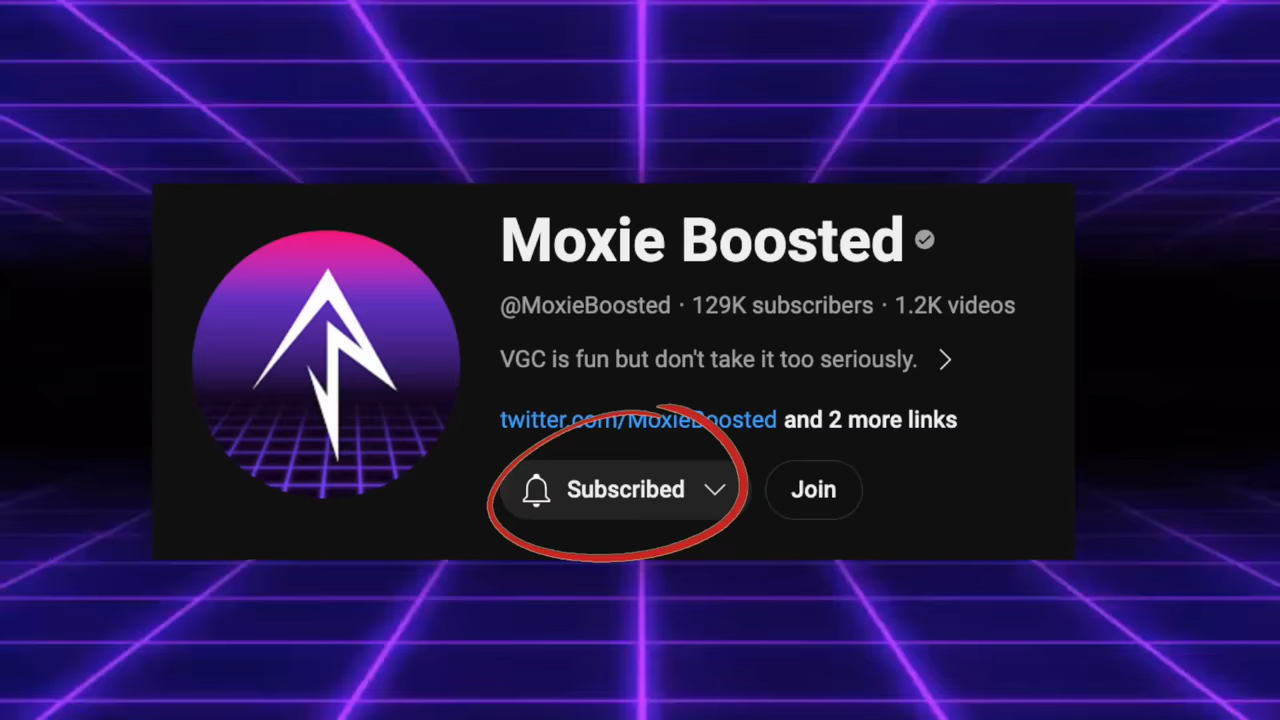 Moxie Boosted
@MoxieBoosted · 129K subscribers · 1.2K videos
VGC is fun but don't take it too seriously.
twitter.com/MoxieBoosted and 2 more links
Subscribed
Join